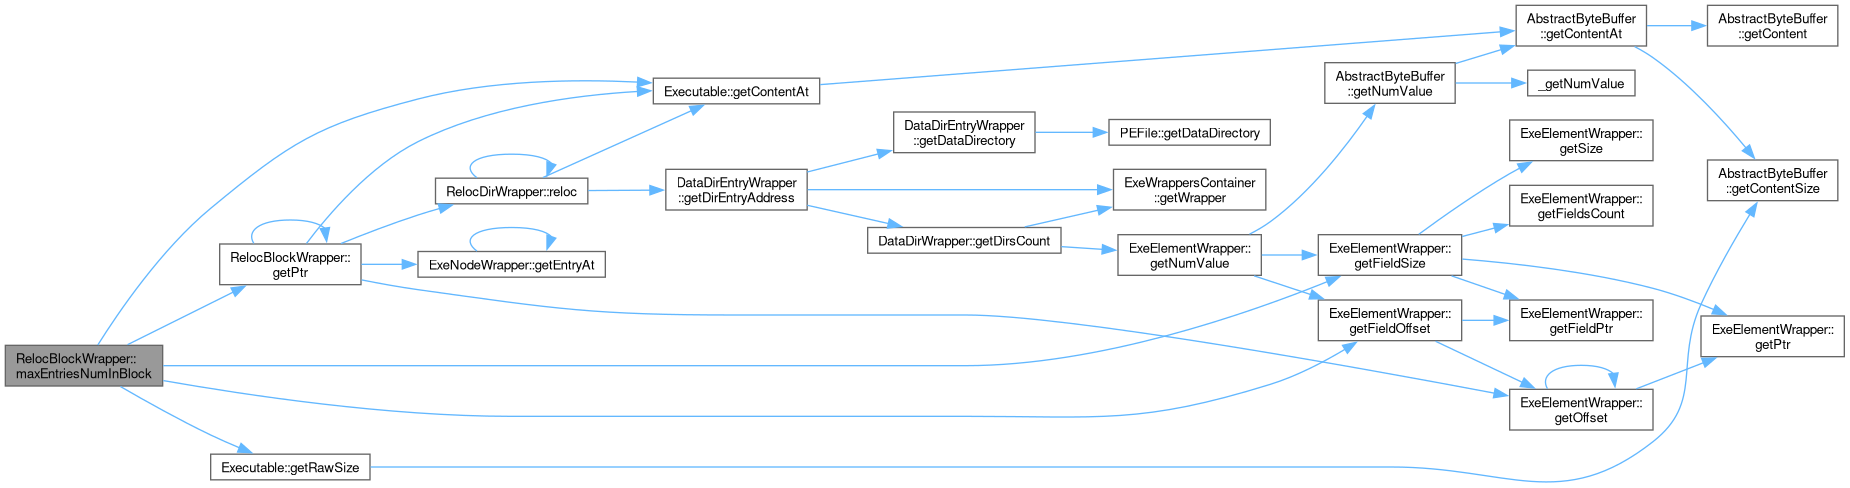 RelocBlockWrapper::
maxEntriesNumInBlock
RelocBlockWrapper::
getPtr
Executable::getRawSize
RelocDirWrapper::reloc
ExeNodeWrapper::getEntryAt
Executable::getContentAt
DataDirEntryWrapper
::getDirEntryAddress
DataDirEntryWrapper
::getDataDirectory
DataDirWrapper::getDirsCount
PEFile::getDataDirectory
ExeWrappersContainer
::getWrapper
ExeElementWrapper::
getNumValue
AbstractByteBuffer
::getNumValue
ExeElementWrapper::
getFieldSize
ExeElementWrapper::
getFieldOffset
AbstractByteBuffer
::getContentAt
_getNumValue
ExeElementWrapper::
getSize
ExeElementWrapper::
getFieldsCount
ExeElementWrapper::
getFieldPtr
ExeElementWrapper::
getOffset
AbstractByteBuffer
::getContent
AbstractByteBuffer
::getContentSize
ExeElementWrapper::
getPtr